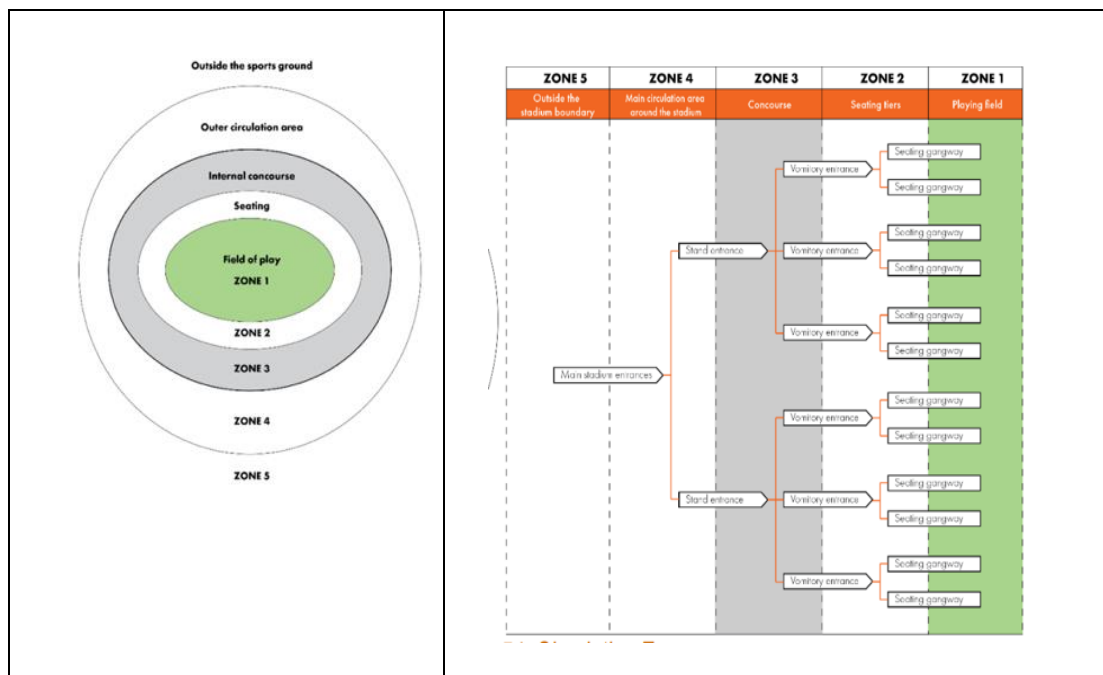 Outside the sports ground
Outer circulation area
Internal concourse
Seating
Field of play
ZONE 1
ZONE 2
ZONE 3
ZONE 4
ZONE 5
ZONE 5 ZONE 4 ZONE 3 ZONE 2 ZONE 1
Outside the stadium boundary
Main circulation area around the stadium
Concourse
Seating tiers
Playing field
Seating gangway
Vomitory entrance
Seating gangway
Seating gangway
Stand entrance
Vomitory entrance
Seating gangway
Seating gangway
Vomitory entrance
Seating gangway
Main stadium entrances
Seating gangway
Vomitory entrance
Seating gangway
Seating gangway
Stand entrance
Vomitory entrance
Seating gangway
Seating gangway
Vomitory entrance
Seating gangway